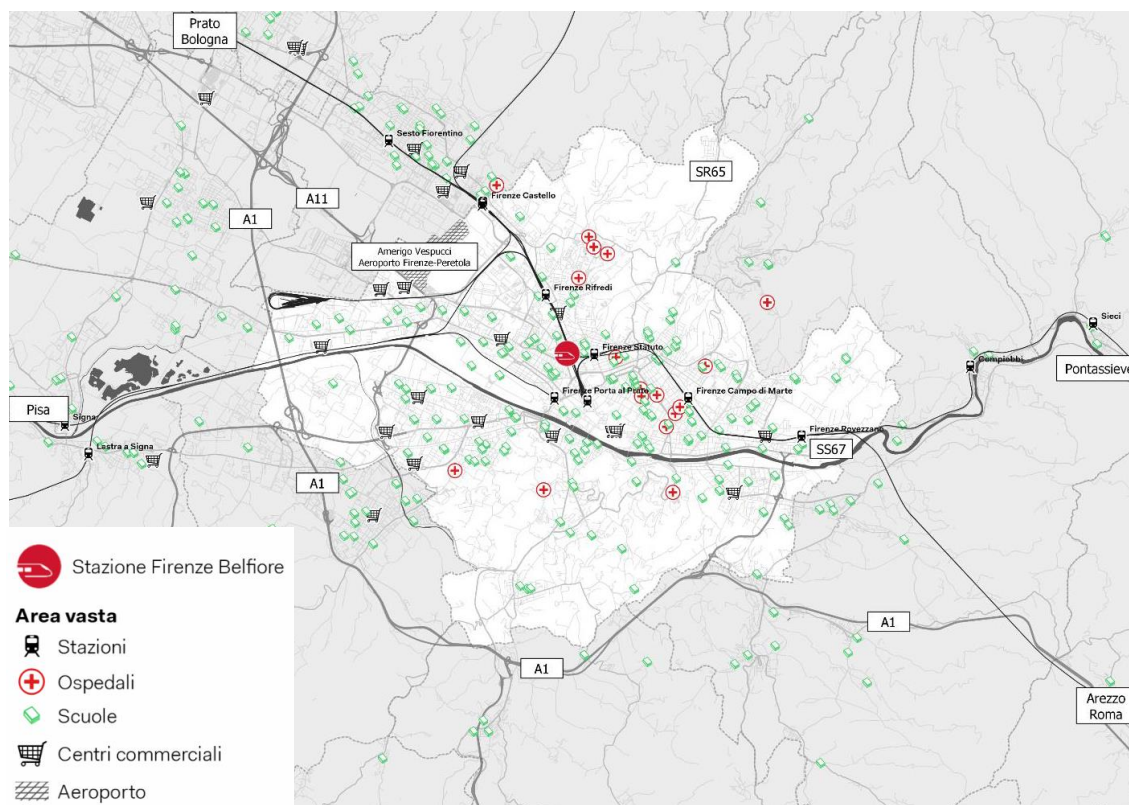 Prato
Bologna
SR65
Sesto Fiorentino
A11
A1
Firenze Castello
Amerigo Vespucci
Aeroporto Firenze-Peretola
Firenze Rifredi
Sieci
Firenze Statuto
Compiobbi
Pontassieve
Firenze Porta al Prato
Firenze Campo di Marte
Pisa
Signa
Firenze Rovezzano
SS67
Lastra a Signa
A1
A1
A1
Arezzo
Roma
Stazione Firenze Belfiore
Area vasta
Stazioni
Ospedali
Scuole
Centri commerciali
Aeroporto